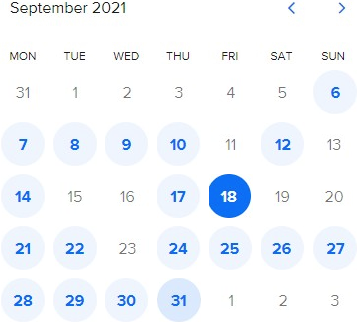 September 2021
MON TUE WED THU FRI SAT SUN
31 1 2 3 4 5 6
7 8 9 10 11 12 13
14 15 16 17 18 19 20
21 22 23 24 25 26 27
28 29 30 31 1 2 3